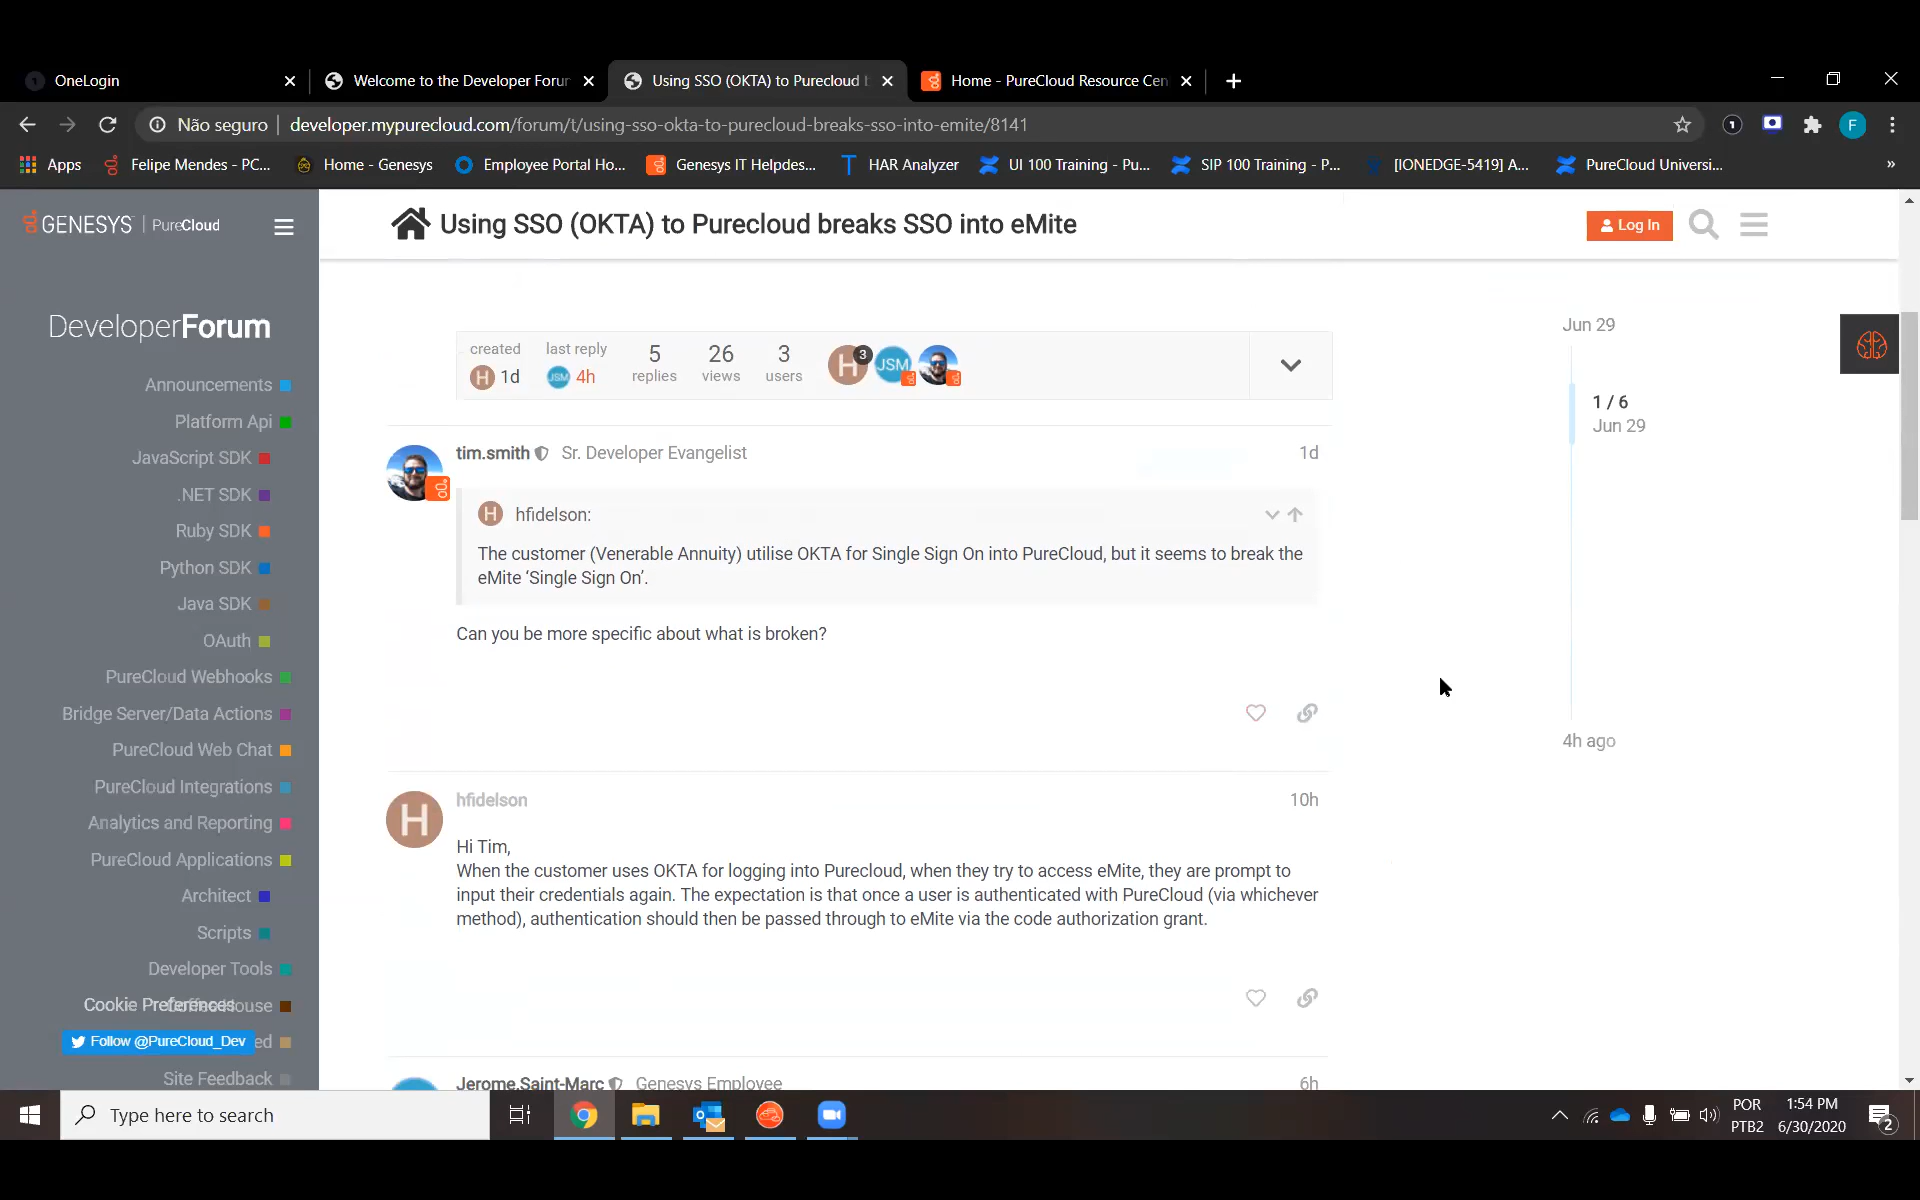 OneLogin
Welcome to the Developer Forun
Using SSO (OKTA) to Purecloud b
Home - PureCloud Resource Cen
Não seguro
developer.mypurecloud.com/forum/t/using-sso-okta-to-purecloud-breaks-sso-into-emite/8141
F
Apps
Felipe Mendes - PC...
Home - Genesys
Employee Portal Ho...
Genesys IT Helpdes...
HAR Analyzer
UI 100 Training - Pu...
SIP 100 Training - P...
[IONEDGE-5419] A...
PureCloud Universi...
»
GENESYS | PureCloud
Using SSO (OKTA) to Purecloud breaks SSO into eMite
Log In
DeveloperForum
Announcements
Platform Api
JavaScript SDK
.NET SDK
Ruby SDK
Python SDK
Java SDK
OAuth
PureCloud Webhooks
Bridge Server/Data Actions
PureCloud Web Chat
PureCloud Integrations
Analytics and Reporting
PureCloud Applications
Architect
Scripts
Developer Tools
Cookie Preferences
House
Follow @PureCloud_Dev
ed
Site Feedback
created
H 1d
last reply
JSM 4h
5
replies
26
views
3
users
H 3
JSM
tim.smith Sr. Developer Evangelist 1d
H hfidelson:
The customer (Venerable Annuity) utilise OKTA for Single Sign On into PureCloud, but it seems to break the
eMite ‘Single Sign On’.
Can you be more specific about what is broken?
H
hfidelson 10h
Hi Tim,
When the customer uses OKTA for logging into Purecloud, when they try to access eMite, they are prompt to
input their credentials again. The expectation is that once a user is authenticated with PureCloud (via whichever
method), authentication should then be passed through to eMite via the code authorization grant.
Jerome.Saint-Marc Genesys Employee 6h
Jun 29
1 / 6
Jun 29
4h ago
Type here to search
POR
PTB2
1:54 PM
6/30/2020
2